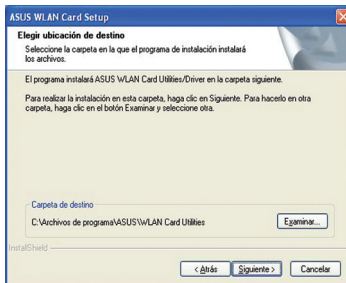 ASUS WLAN Card Setup
Elegir ubicación de destino
Seleccione la carpeta en la que el programa de instalación instalará
los archivos.
El programa instalará ASUS WLAN Card Utilities/Driver en la carpeta siguiente.
Para realizar la instalación en esta carpeta, haga clic en Siguiente. Para hacerlo en otra
carpeta, haga clic en el botón Examinar y seleccione otra.
Carpeta de destino
C:\Archivos de programa\ASUS\WLAN Card Utilities
Examinar...
InstallShield
< Atrás
Siguiente >
Cancelar